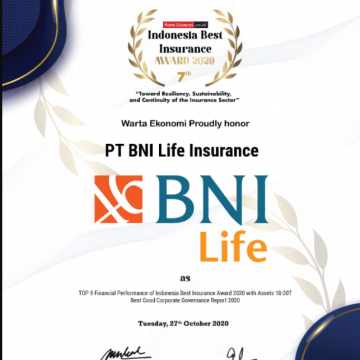 Warta Ekonomi.co.id
Indonesia Best
Insurance
AWARD 2020
7th
"Toward Resiliency, Sustainability,
and Continuity of the Insurance Sector"
Warta Ekonomi Proudly honor
PT BNI Life Insurance
BNI
Life
as
TOP 5 Financial Performance of Indonesia Best Insurance Award 2020 with Assets 10-20T
Best Good Corporate Governance Report 2020
Tuesday, 27th October 2020